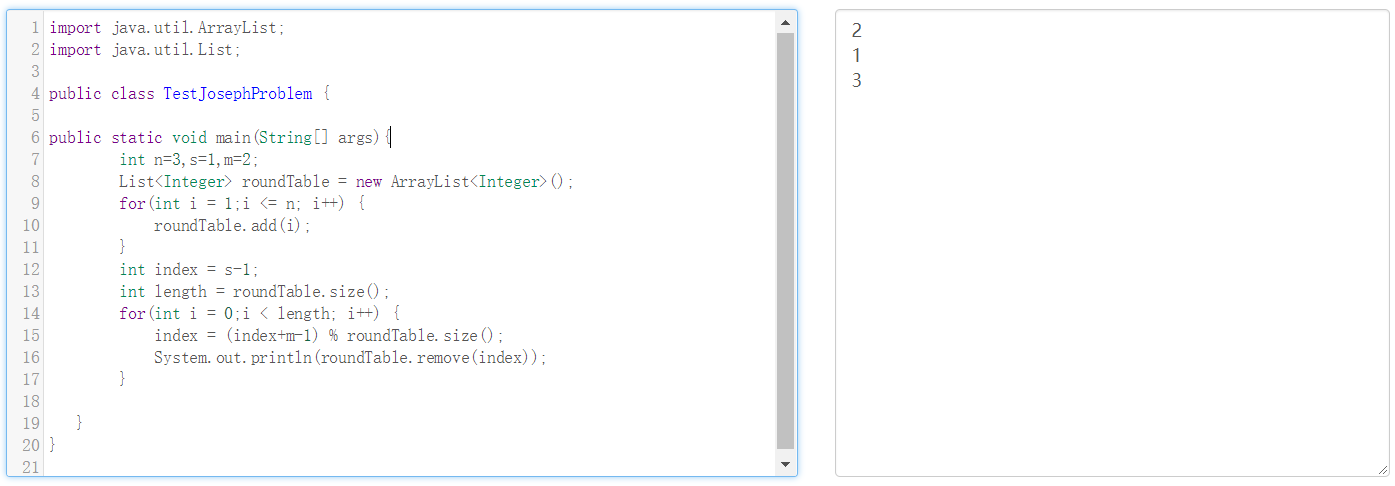 1 import java.util.ArrayList;
2 import java.util.List;
3
4 public class TestJosephProblem {
5
6 public static void main(String[] args){
7 int n=3,s=1,m=2;
8 List<Integer> roundTable = new ArrayList<Integer>();
9 for(int i = 1;i <= n; i++) {
10 roundTable.add(i);
11 }
12 int index = s-1;
13 int length = roundTable.size();
14 for(int i = 0;i < length; i++) {
15 index = (index+m-1) % roundTable.size();
16 System.out.println(roundTable.remove(index));
17 }
18
19 }
20 }
21
2
1
3